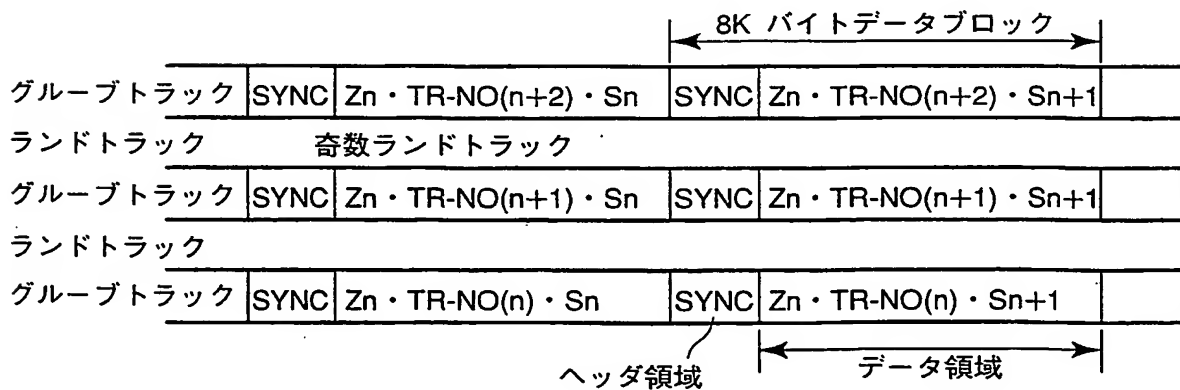 8K バイトデータブロック
グルーブトラック SYNC Zn・TR-NO(n+2)・Sn SYNC Zn・TR-NO(n+2)・Sn+1
ランドトラック 奇数ランドトラック
グルーブトラック SYNC Zn・TR-NO(n+1)・Sn SYNC Zn・TR-NO(n+1)・Sn+1
ランドトラック
グルーブトラック SYNC Zn・TR-NO(n)・Sn SYNC Zn・TR-NO(n)・Sn+1
ヘッダ領域 データ領域